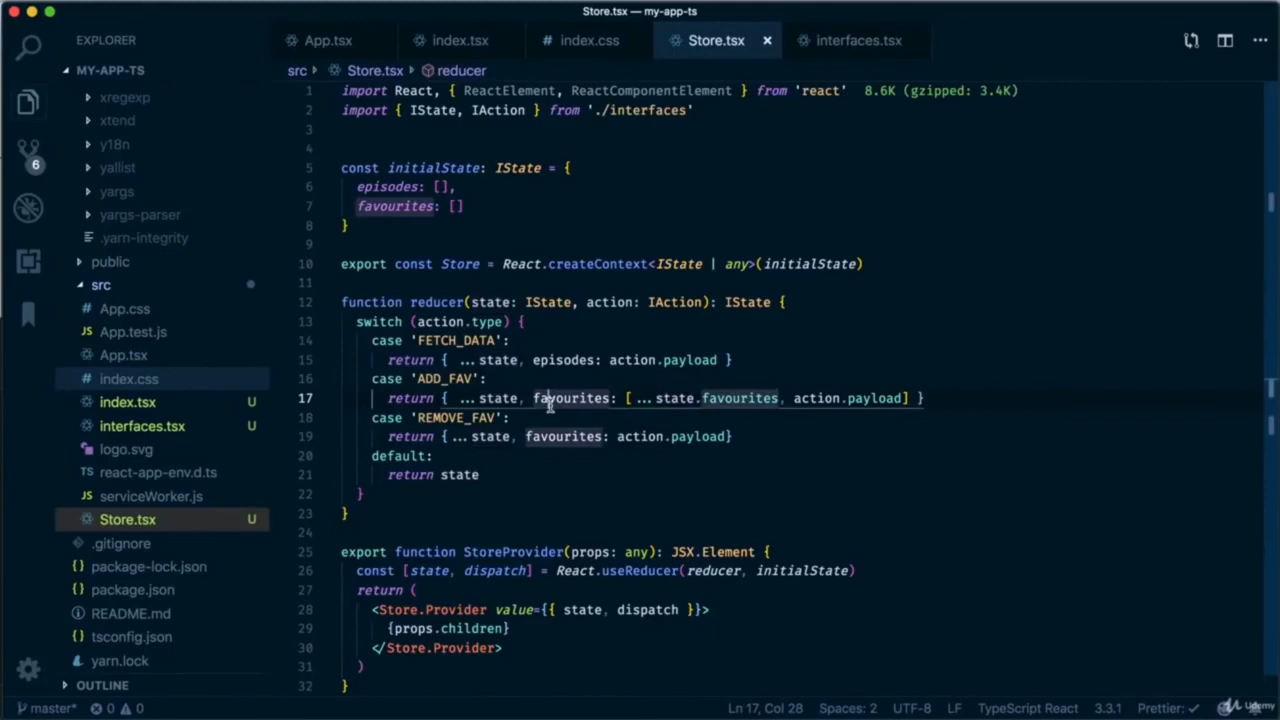 Store.tsx — my-app-ts
EXPLORER
App.tsx
index.tsx
# index.css
Store.tsx ×
interfaces.tsx
MY-APP-TS
src Store.tsx reducer
xregexp
xtend
y18n
yallist
yargs
yargs-parser
.yarn-integrity
public
src
App.css
JS App.test.js
App.tsx
index.css
index.tsx U
interfaces.tsx U
logo.svg
TS react-app-env.d.ts
JS serviceWorker.js
Store.tsx U
.gitignore
{} package-lock.json
{} package.json
README.md
tsconfig.json
yarn.lock
OUTLINE
6
1 import React, { ReactElement, ReactComponentElement } from 'react' 8.6K (gzipped: 3.4K)
2 import { IState, IAction } from './interfaces'
3
4
5 const initialState: IState = {
6 episodes: [],
7 favourites: []
8 }
9
10 export const Store = React.createContext<IState | any>(initialState)
11
12 function reducer(state: IState, action: IAction): IState {
13 switch (action.type) {
14 case 'FETCH_DATA':
15 return { ...state, episodes: action.payload }
16 case 'ADD_FAV':
17 return { ...state, favourites: [ ...state.favourites, action.payload] }
18 case 'REMOVE_FAV':
19 return {...state, favourites: action.payload}
20 default:
21 return state
22 }
23 }
24
25 export function StoreProvider(props: any): JSX.Element {
26 const [state, dispatch] = React.useReducer(reducer, initialState)
27 return (
28 <Store.Provider value={{ state, dispatch }}>
29 {props.children}
30 </Store.Provider>
31 )
32 }
master* 0 0
Ln 17, Col 28 Spaces: 2 UTF-8 LF TypeScript React 3.3.1 Prettier: ✓
Udemy